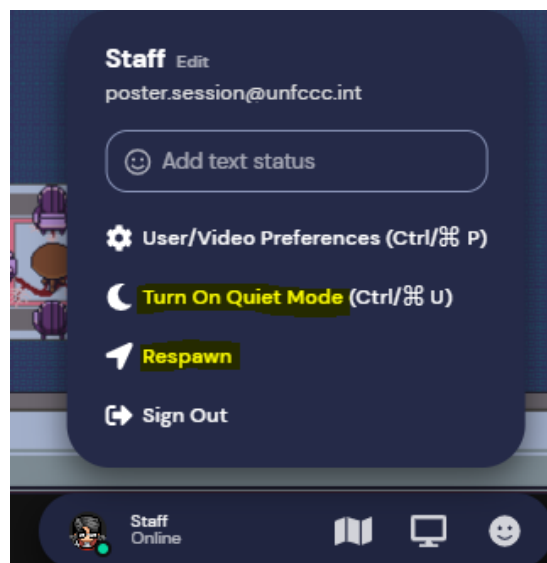 Staff Edit
poster.session@unfccc.int
Add text status
User/Video Preferences (Ctrl/⌘ P)
Turn On Quiet Mode (Ctrl/⌘ U)
Respawn
Sign Out
Staff
Online